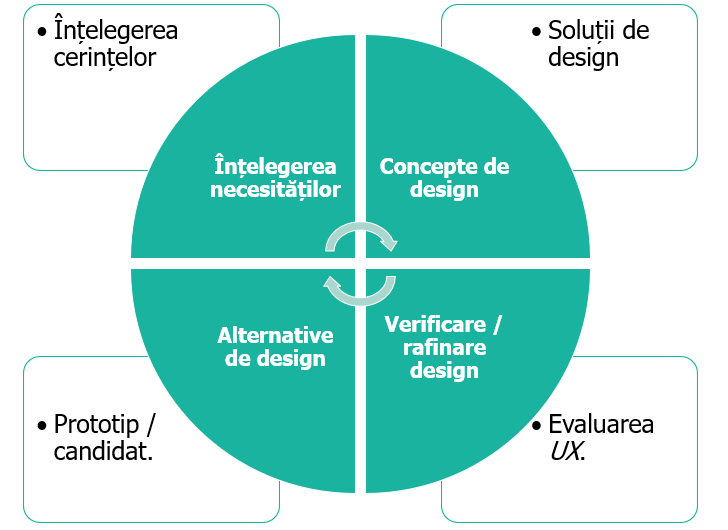 • Înțelegerea
cerințelor
• Soluții de
design
Înțelegerea
necesităților
Concepte de
design
Alternative
de design
Verificare /
rafinare
design
• Prototip /
candidat.
• Evaluarea
UX.